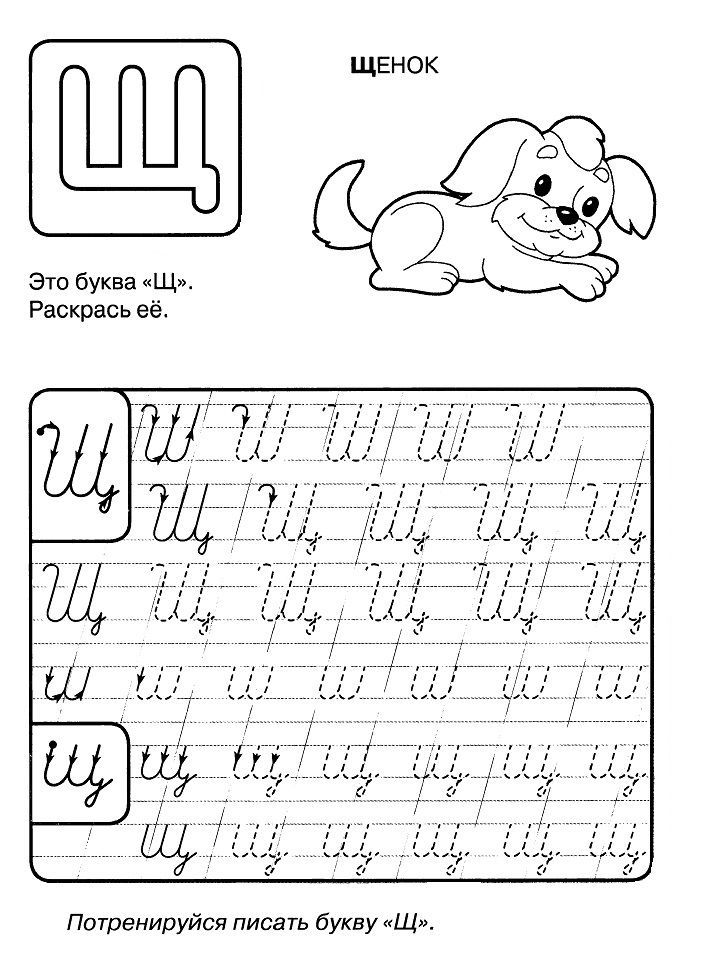 Щ
ЩЕНОК
Это буква «Щ».
Раскрась её.
Щ
Ш Ш Ш Ш Ш
Щ Щ Щ Щ Щ
Щ Щ Щ Щ Щ Щ
ш ш ш ш ш ш ш
щ
щ щ щ щ щ щ
щ щ щ щ щ щ
Потренируйся писать букву «Щ».